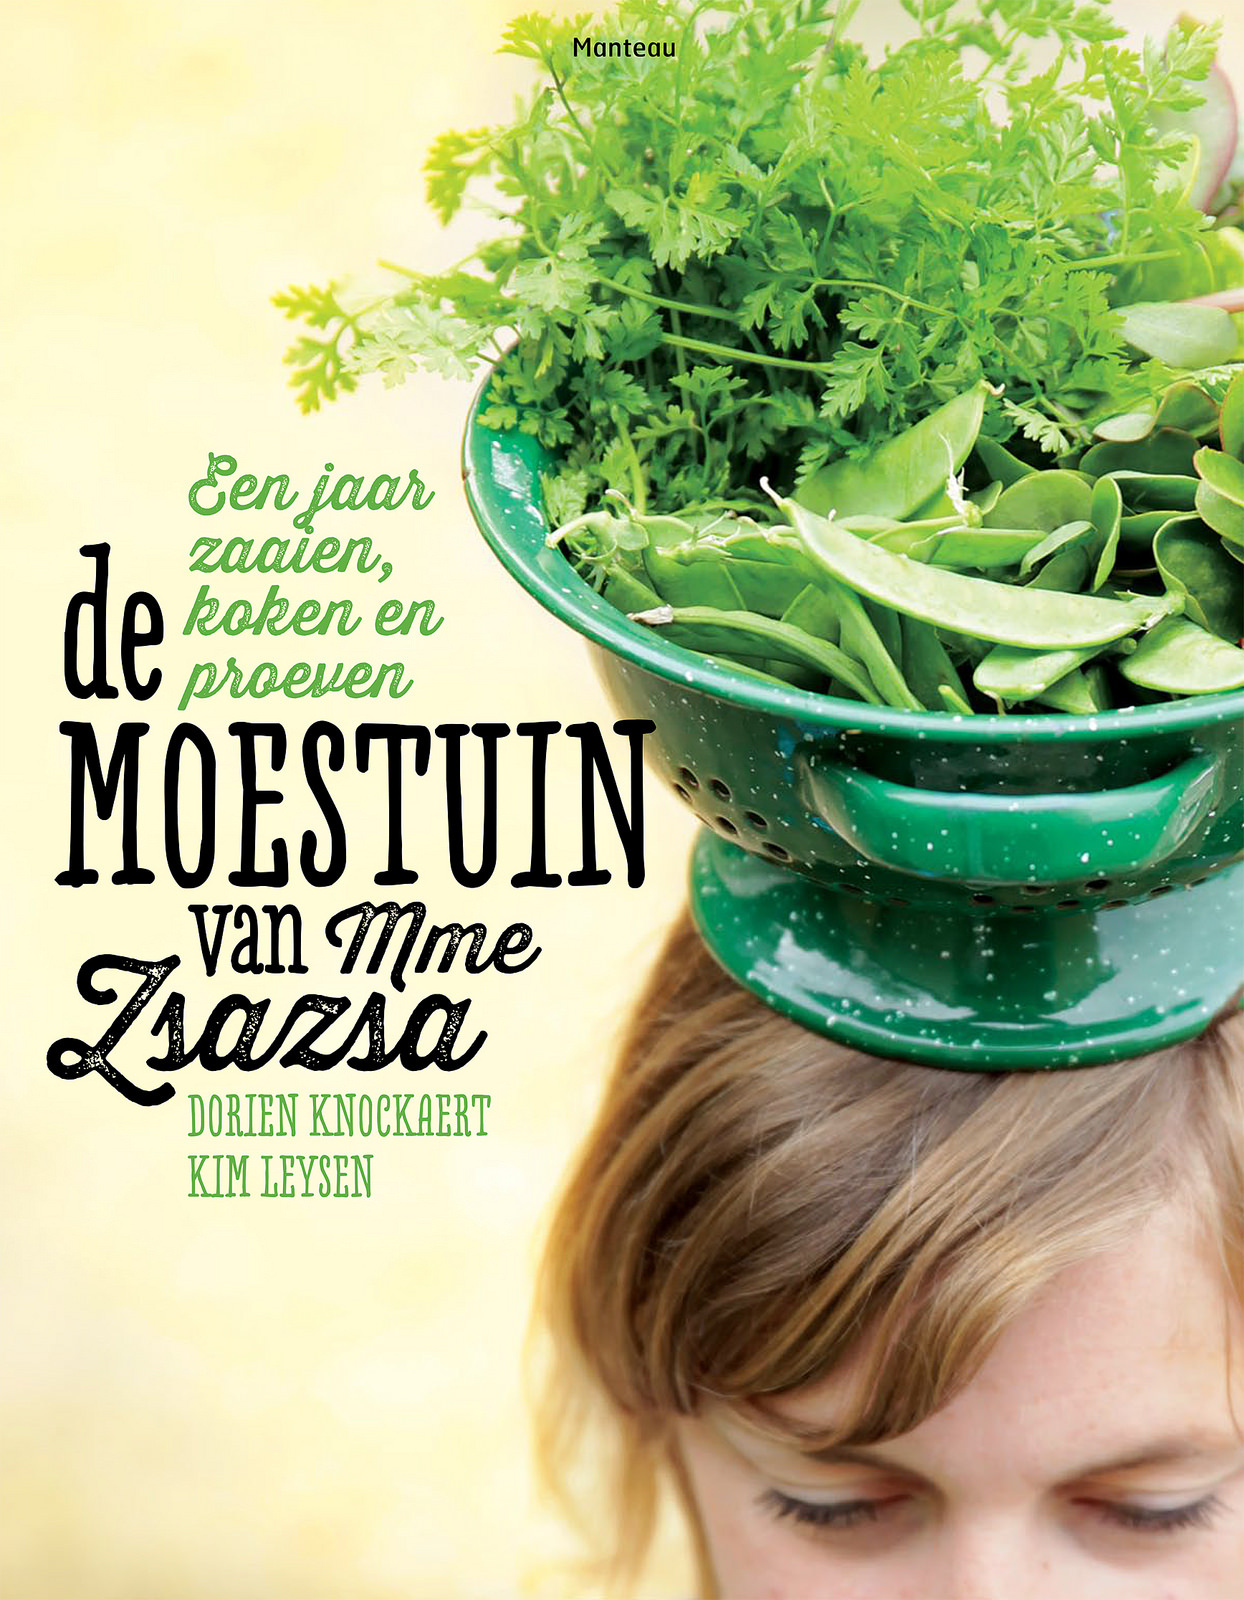 Manteau
Een jaar
zaaien,
koken en
proeven
de
MOESTUIN
van Mme
Zsazsa
DORIEN KNOCKAERT
KIM LEYSEN